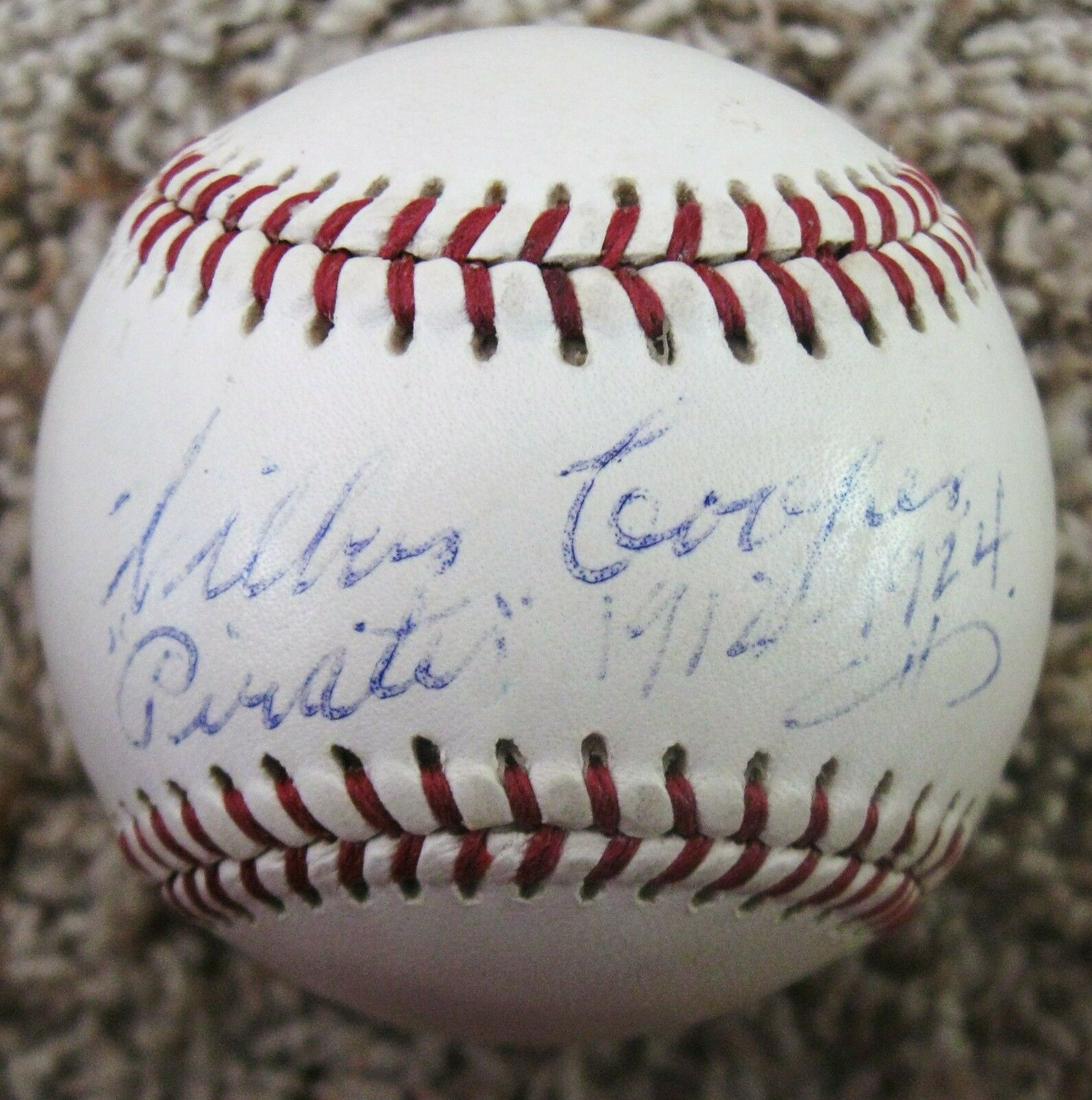 Wilbur Cooper,
"Pirates" 1912-1924.